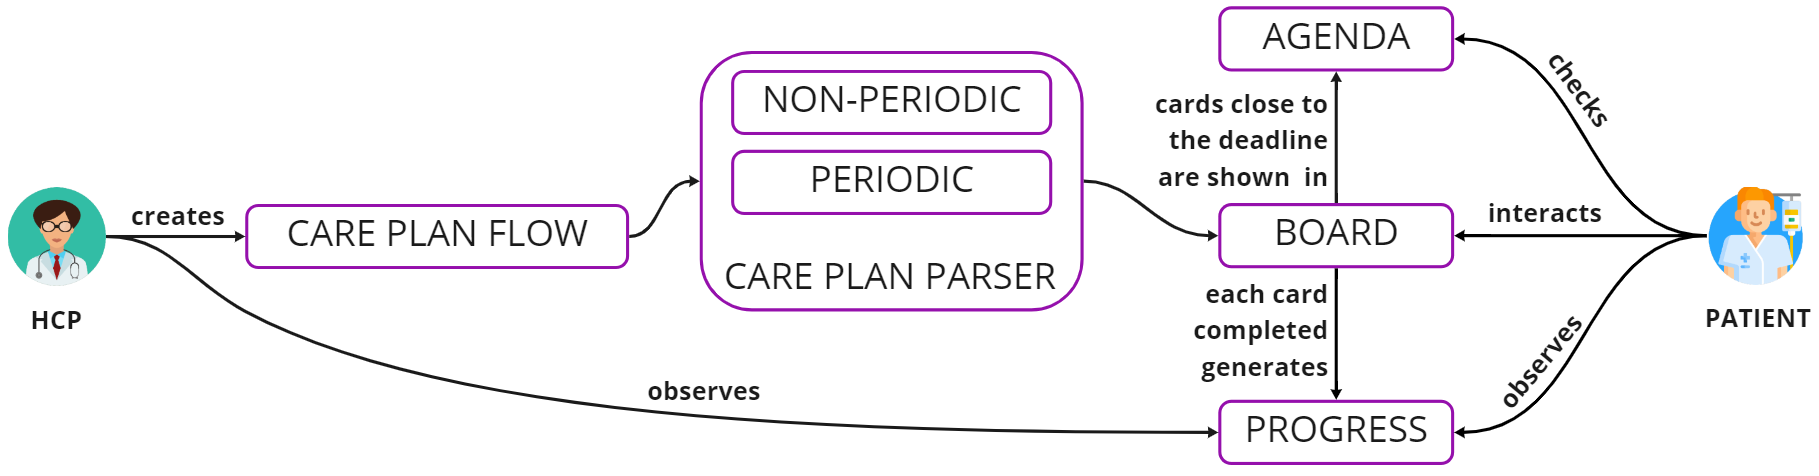 HCP
creates
CARE PLAN FLOW
NON-PERIODIC
PERIODIC
CARE PLAN PARSER
AGENDA
cards close to
the deadline
are shown in
BOARD
each card
completed
generates
PROGRESS
observes
checks
interacts
observes
PATIENT